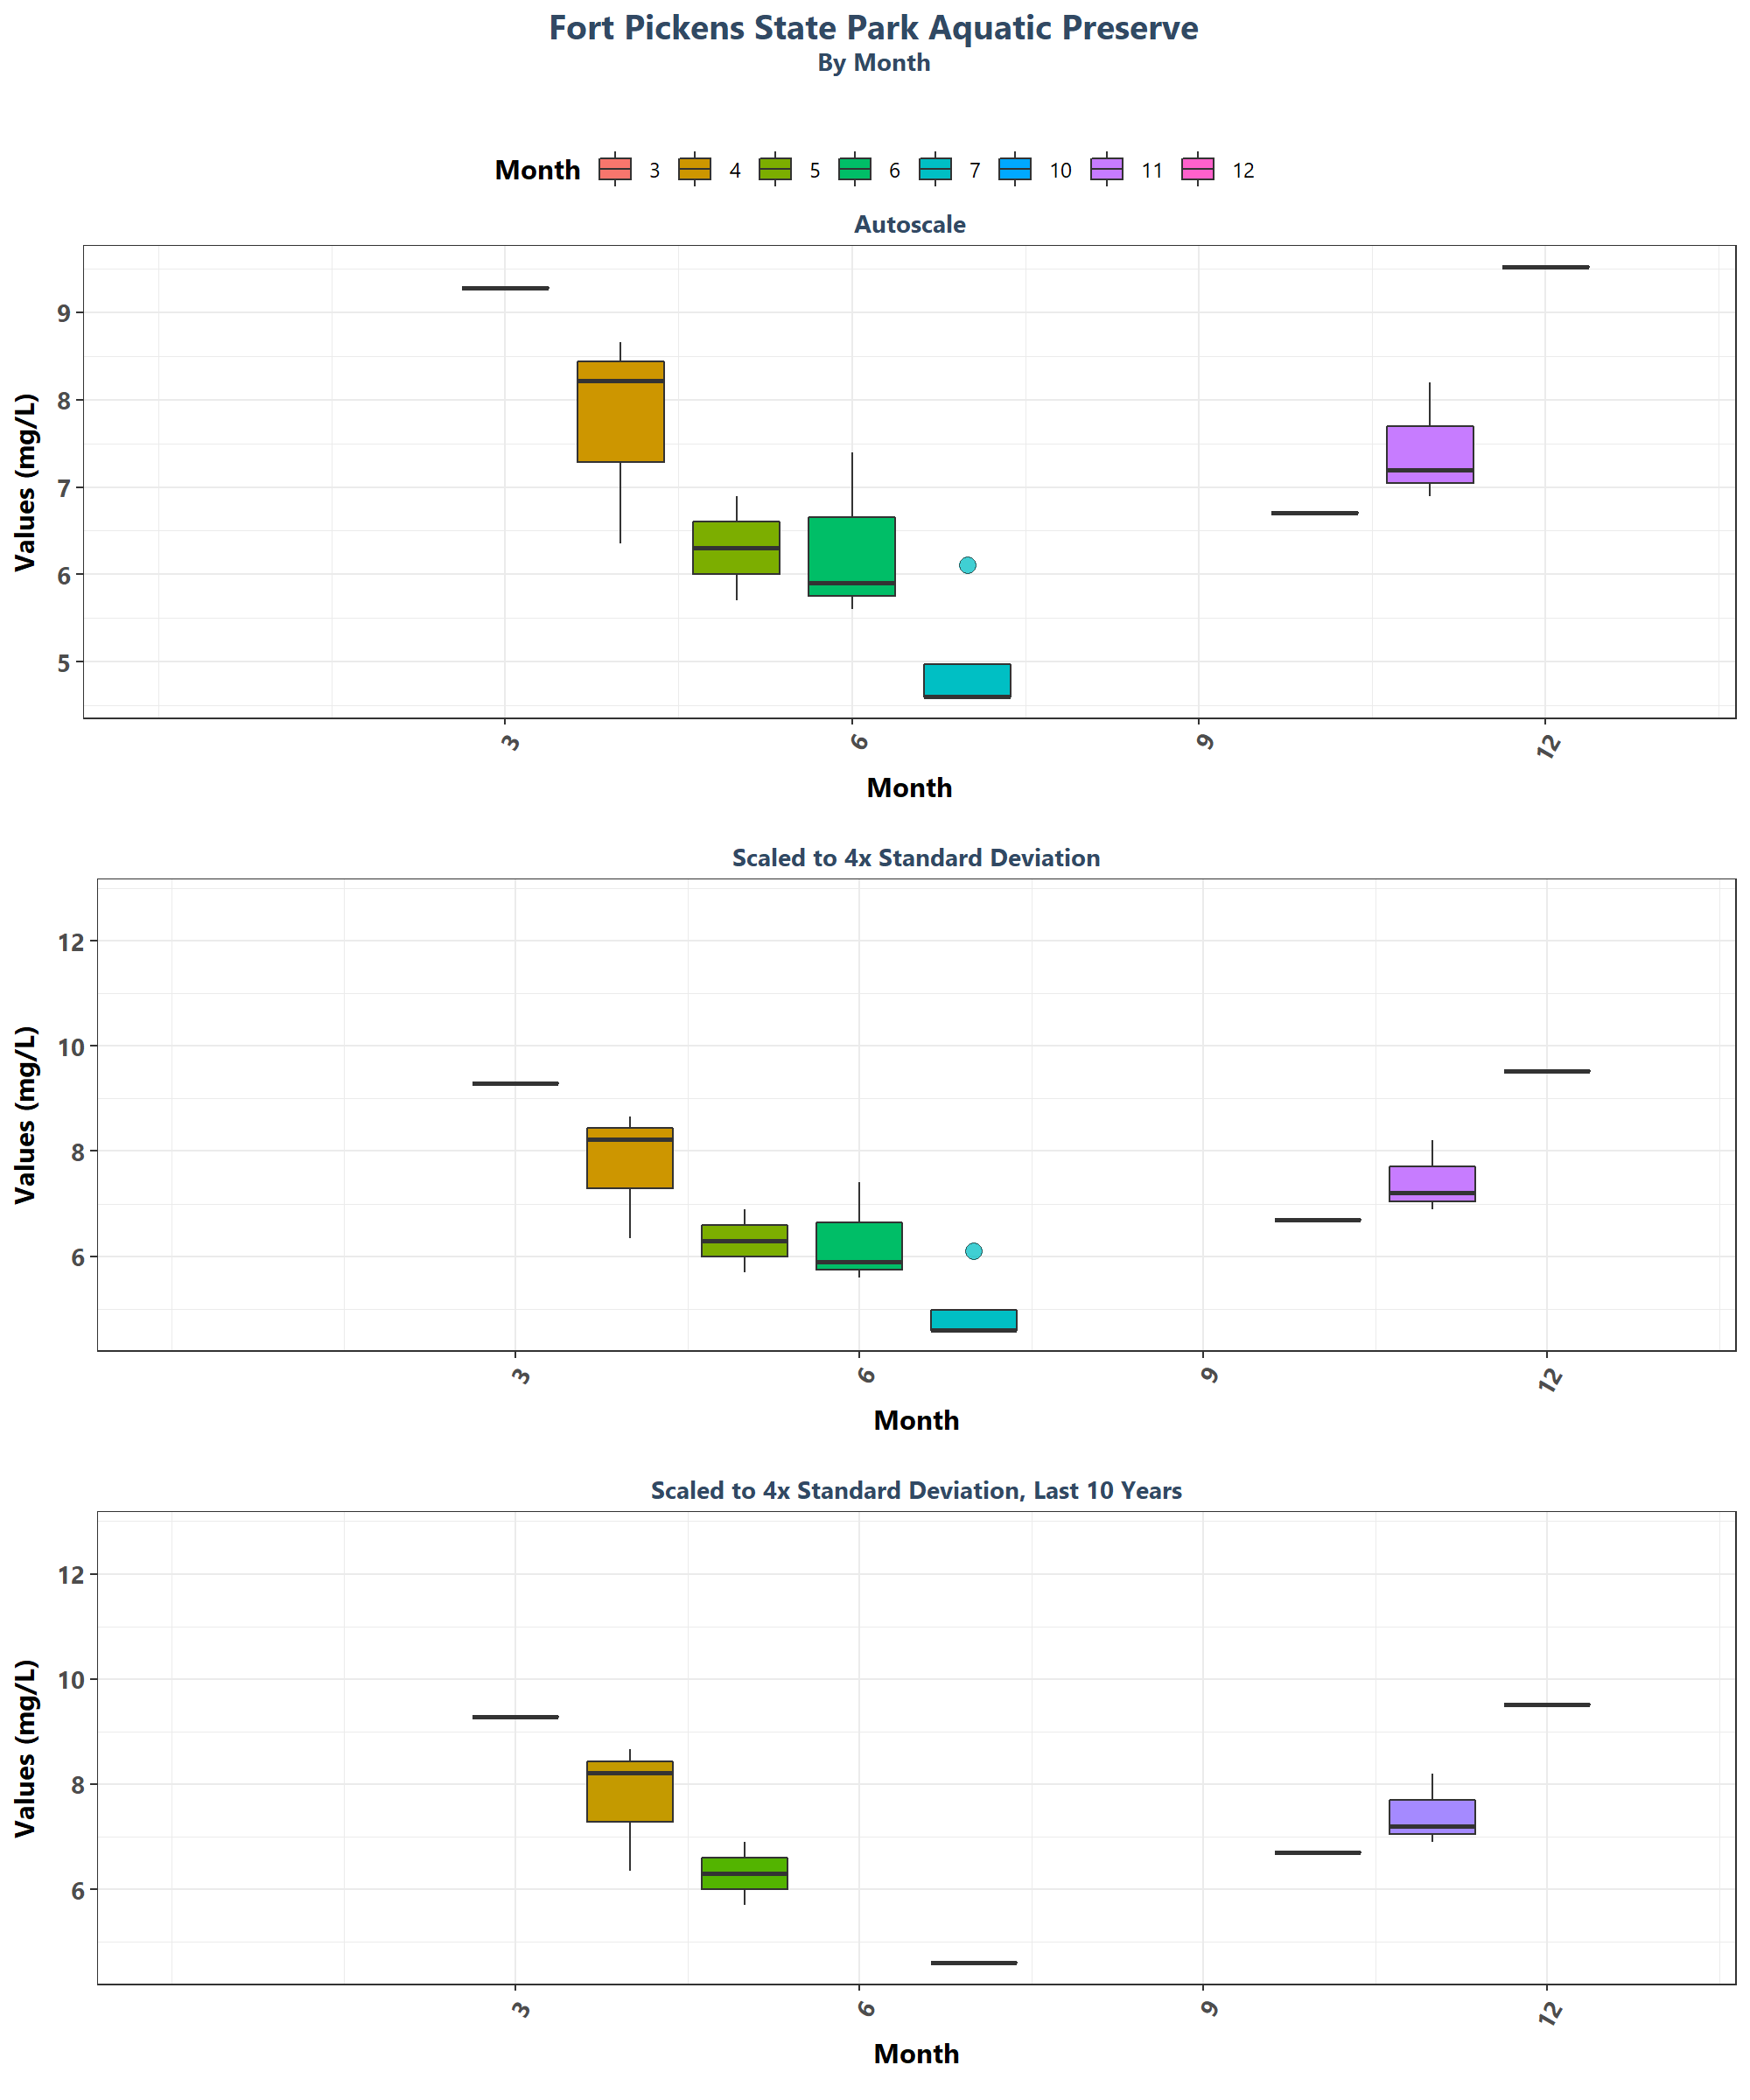 Fort Pickens State Park Aquatic Preserve
By Month
Month 3 4 5 6 7 10 11 12
Autoscale
Values (mg/L)
9
8
7
6
5
3 6 9 12
Month
Scaled to 4x Standard Deviation
Values (mg/L)
12
10
8
6
3 6 9 12
Month
Scaled to 4x Standard Deviation, Last 10 Years
Values (mg/L)
12
10
8
6
3 6 9 12
Month